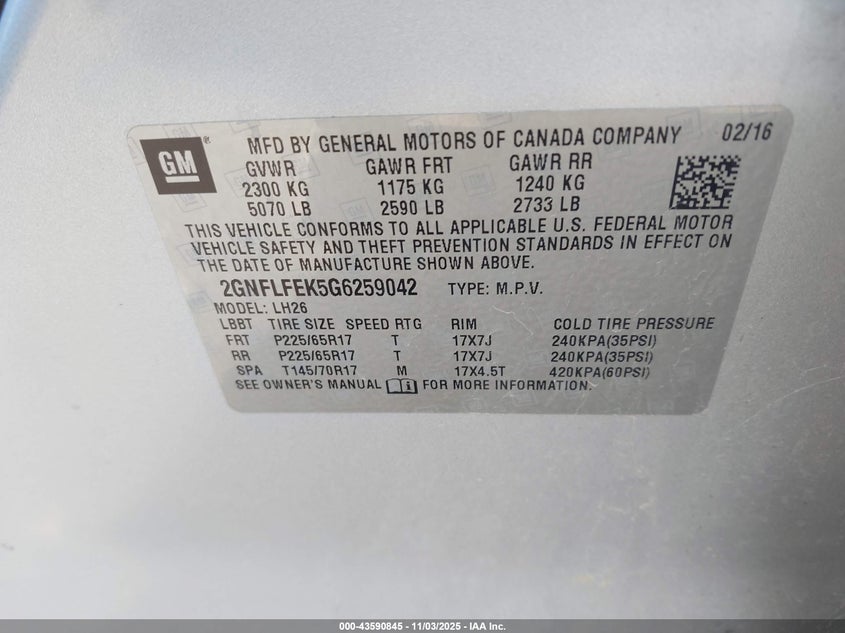 GM ® MFD BY GENERAL MOTORS OF CANADA COMPANY 02/16
GVWR GAWR FRT GAWR RR
2300 KG 1175 KG 1240 KG
5070 LB 2590 LB 2733 LB
THIS VEHICLE CONFORMS TO ALL APPLICABLE U.S. FEDERAL MOTOR
VEHICLE SAFETY AND THEFT PREVENTION STANDARDS IN EFFECT ON
THE DATE OF MANUFACTURE SHOWN ABOVE.
2GNFLFEK5G6259042 TYPE: M.P.V.
MODEL: LH26
LBBT TIRE SIZE SPEED RTG RIM COLD TIRE PRESSURE
FRT P225/65R17 T 17X7J 240KPA(35PSI)
RR P225/65R17 T 17X7J 240KPA(35PSI)
SPA T145/70R17 M 17X4.5T 420KPA(60PSI)
SEE OWNER'S MANUAL FOR MORE INFORMATION.
000-43590845 - 11/03/2025 - IAA Inc.